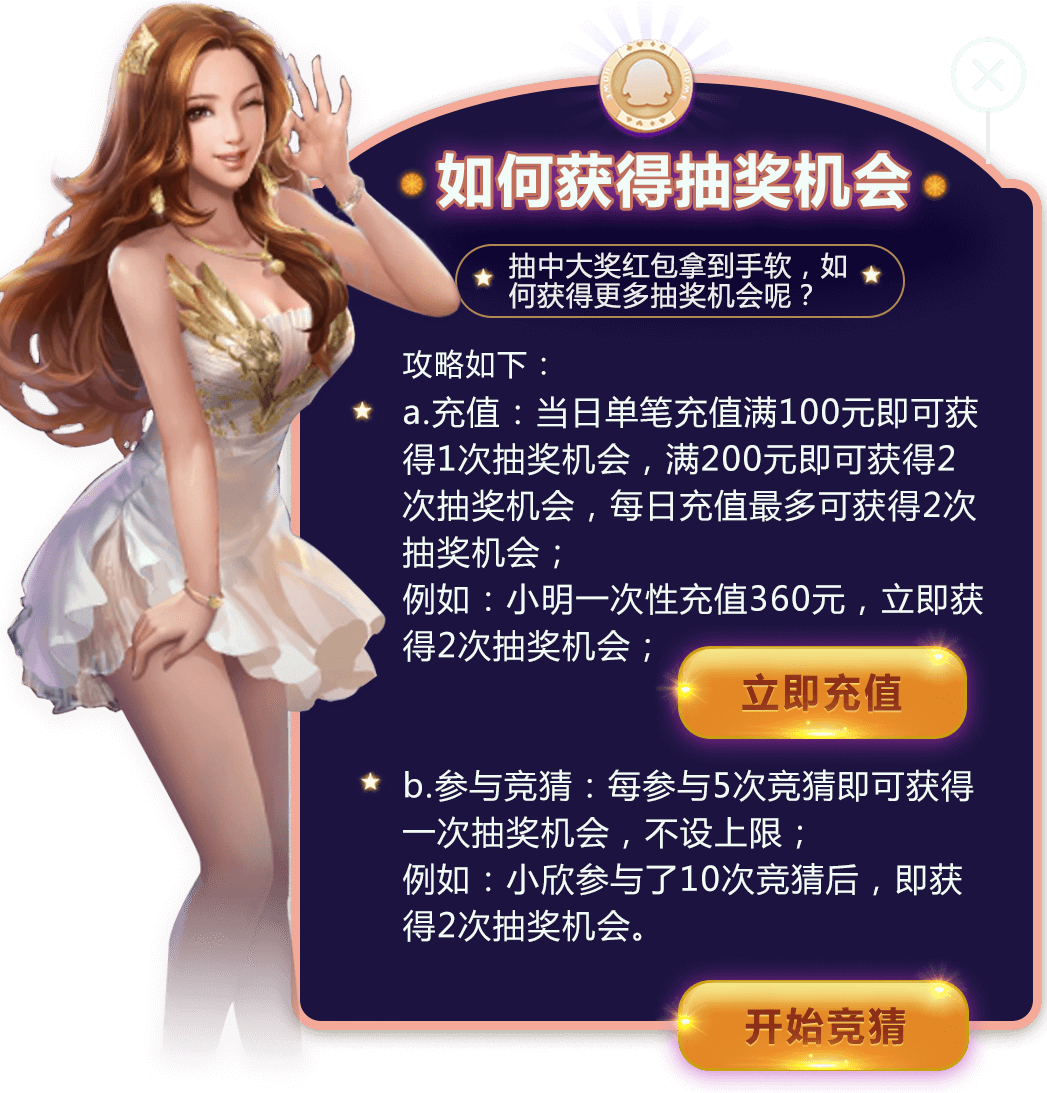 如何获得抽奖机会
抽中大奖红包拿到手软，如
何获得更多抽奖机会呢？
攻略如下：
a.充值：当日单笔充值满100元即可获
得1次抽奖机会，满200元即可获得2
次抽奖机会，每日充值最多可获得2次
抽奖机会；
例如：小明一次性充值360元，立即获
得2次抽奖机会；
立即充值
b.参与竞猜：每参与5次竞猜即可获得
一次抽奖机会，不设上限；
例如：小欣参与了10次竞猜后，即获
得2次抽奖机会。
开始竞猜